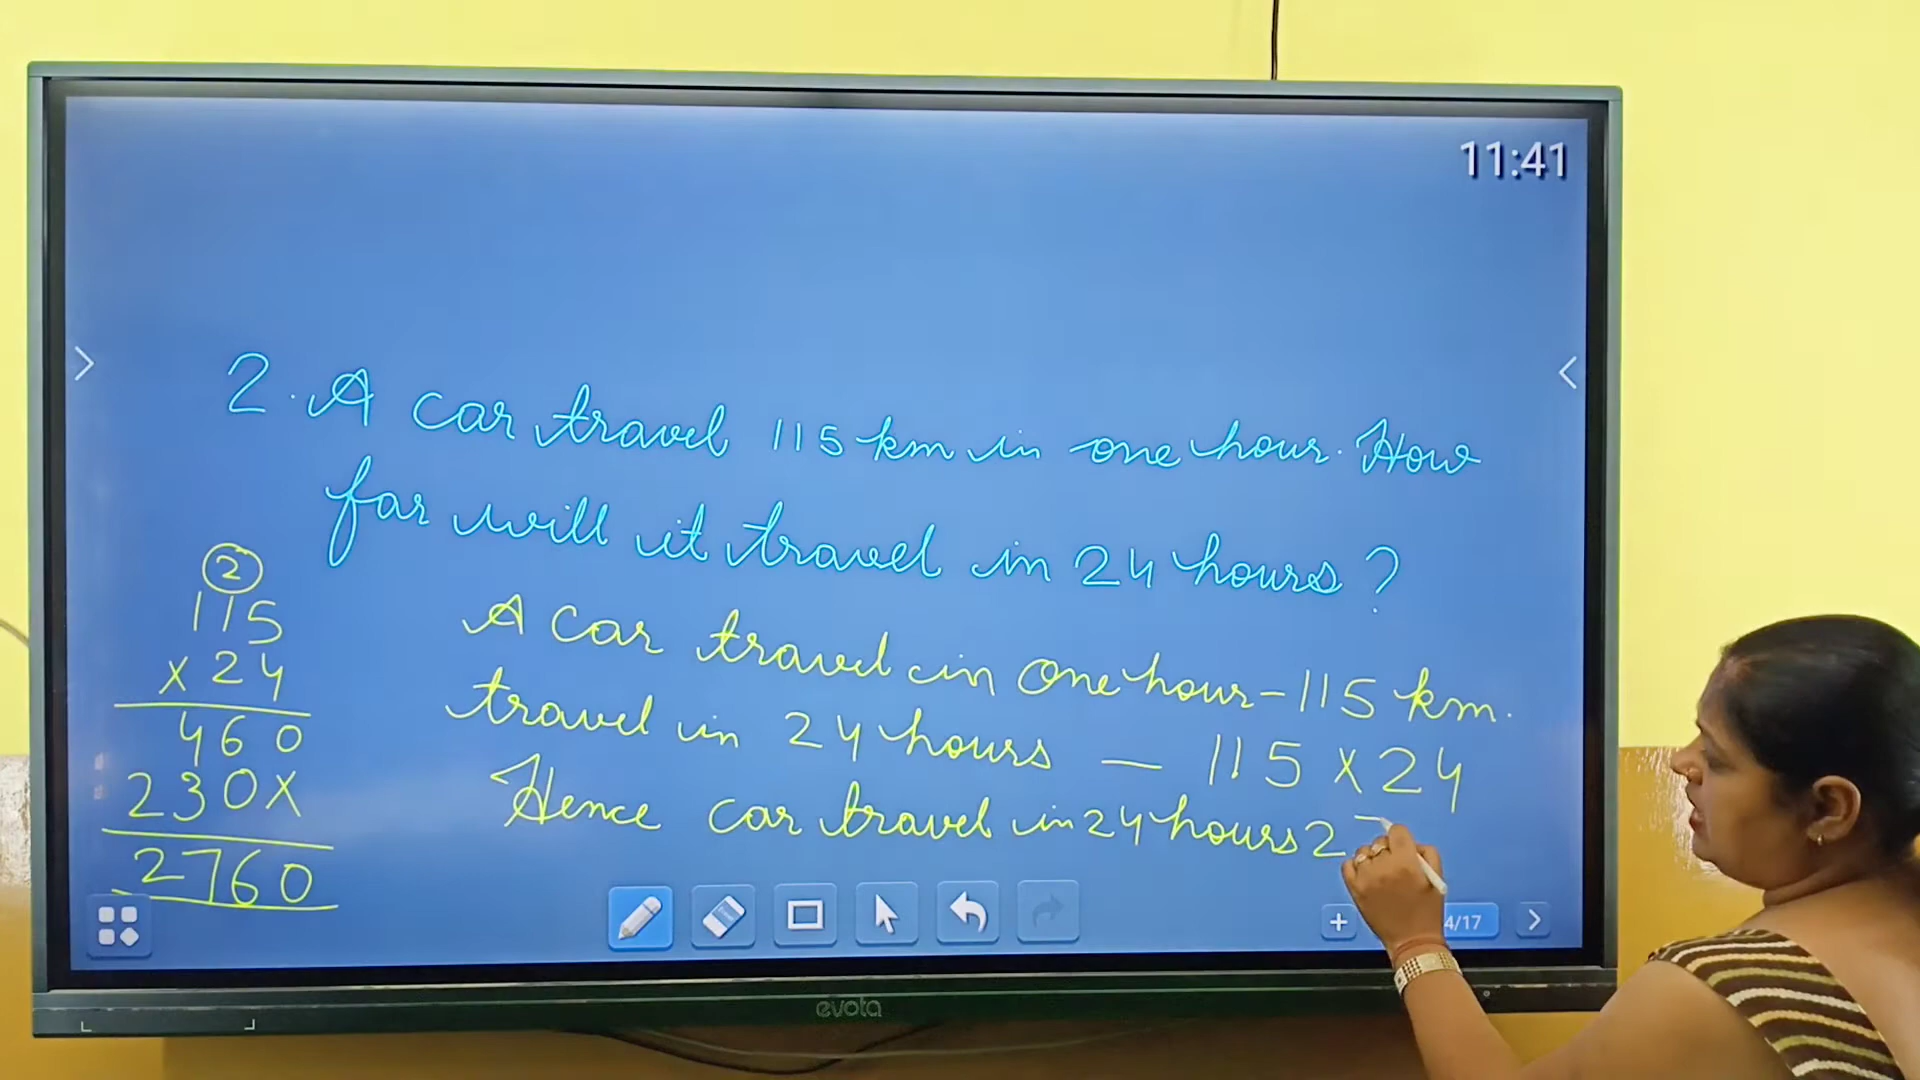 11:41
2. A car travel 115 km in one hour. How
far will it travel in 24 hours?
A car travel in one hour - 115 km.
travel in 24 hours — 115 x 24
Hence car travel in 24 hours 27
2
115
x 24
460
230x
2760
4/17
evota